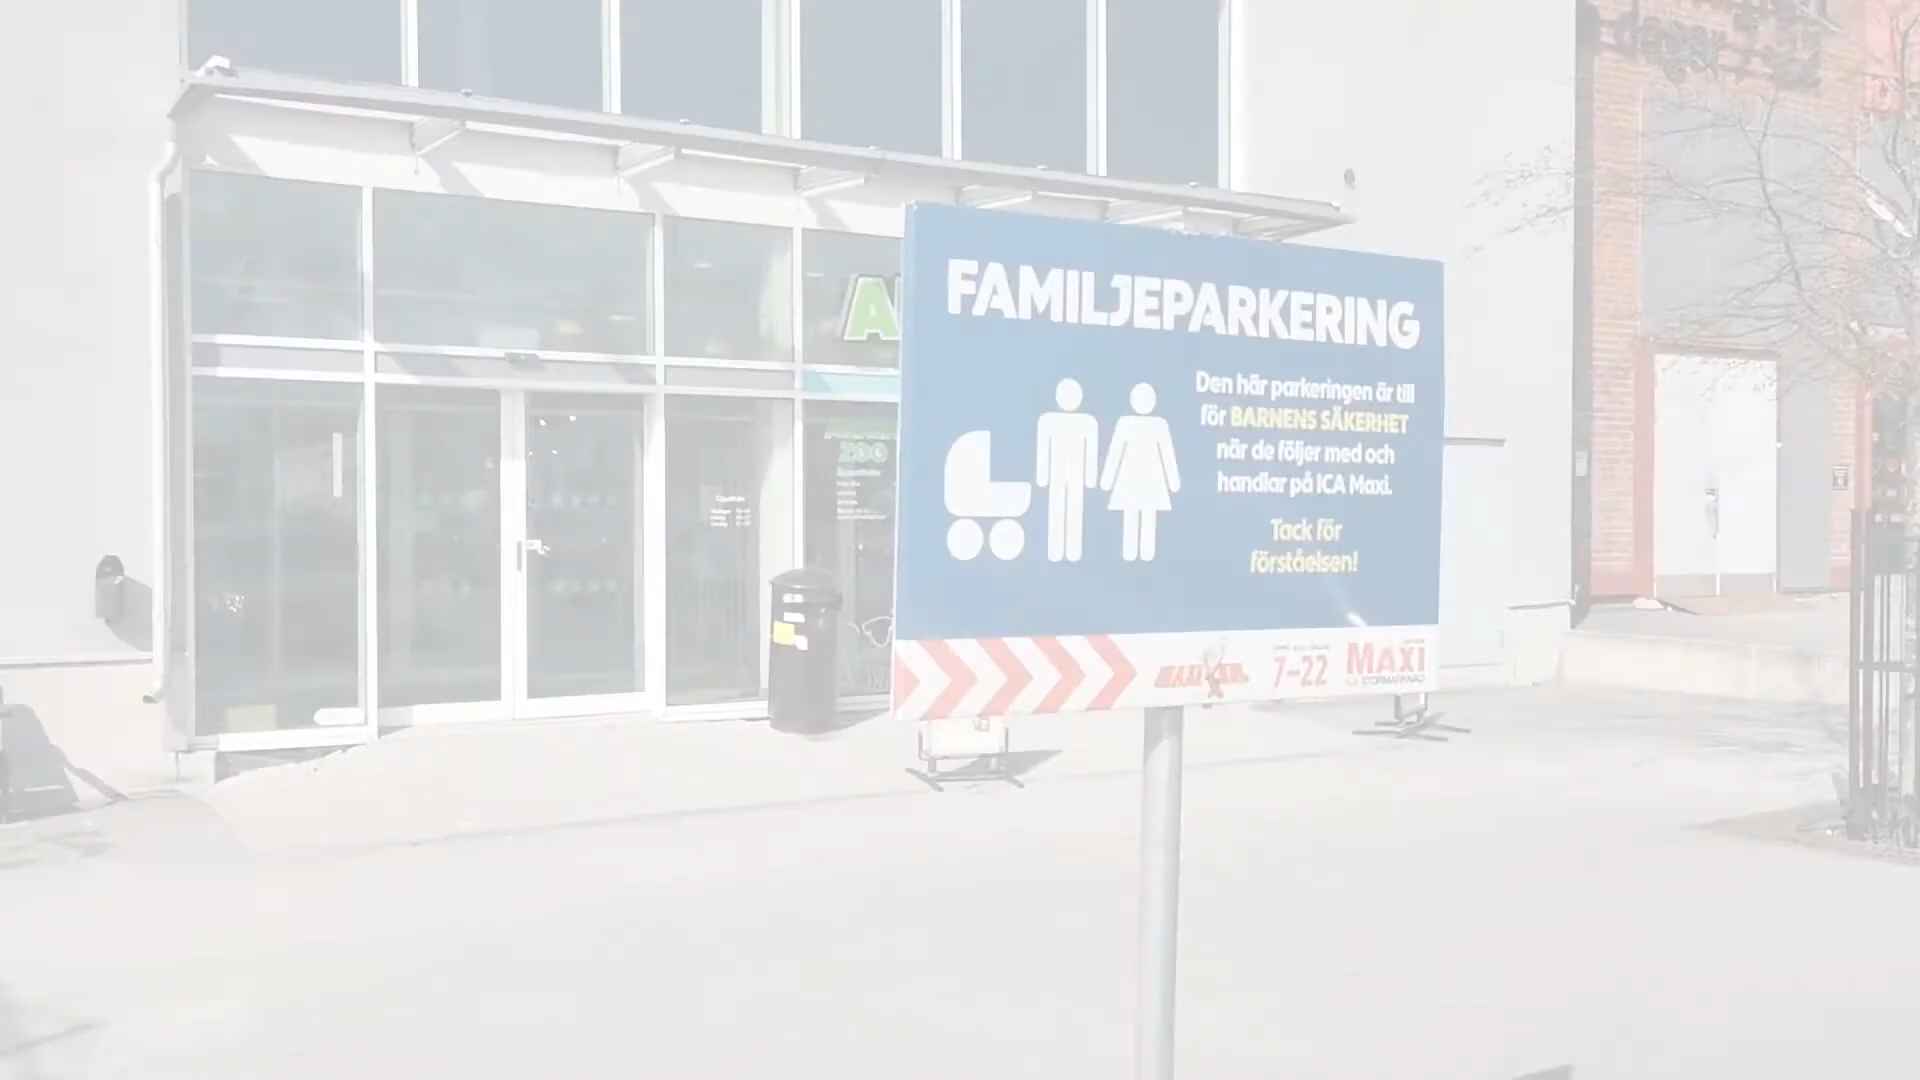 FAMILJEPARKERING
Den här parkeringen är till
för BARNENS SÄKERHET
när de följer med och
handlar på ICA Maxi.
Tack för
förståelsen!
7-22
MAXI
STORMARKNAD
A
ZOO